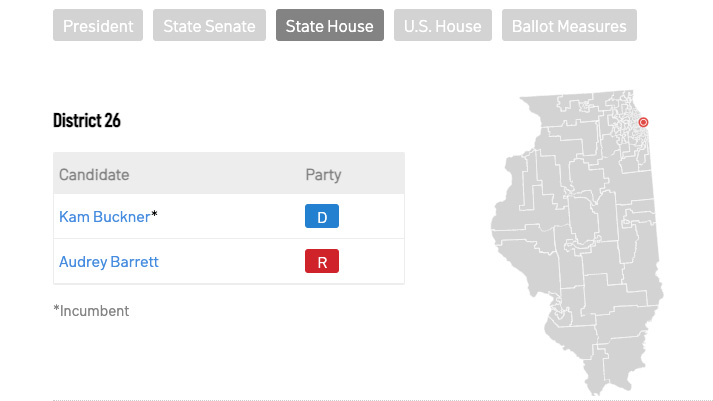 President State Senate State House U.S. House Ballot Measures
District 26
Candidate Party
Kam Buckner* D
Audrey Barrett R
*Incumbent